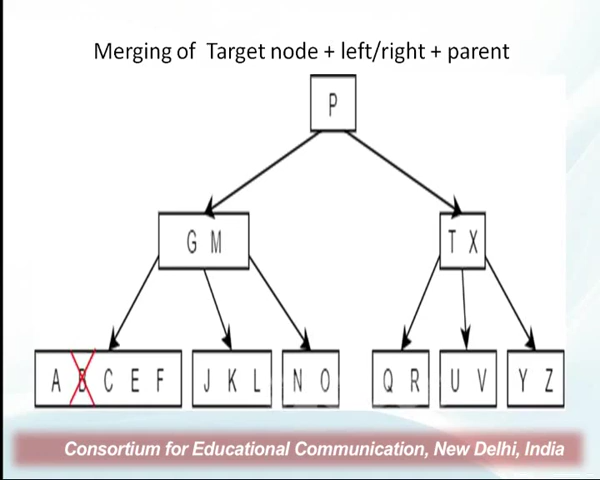 Merging of Target node + left/right + parent
P
G M
T X
A B C E F
J K L
N O
Q R
U V
Y Z
Consortium for Educational Communication, New Delhi, India